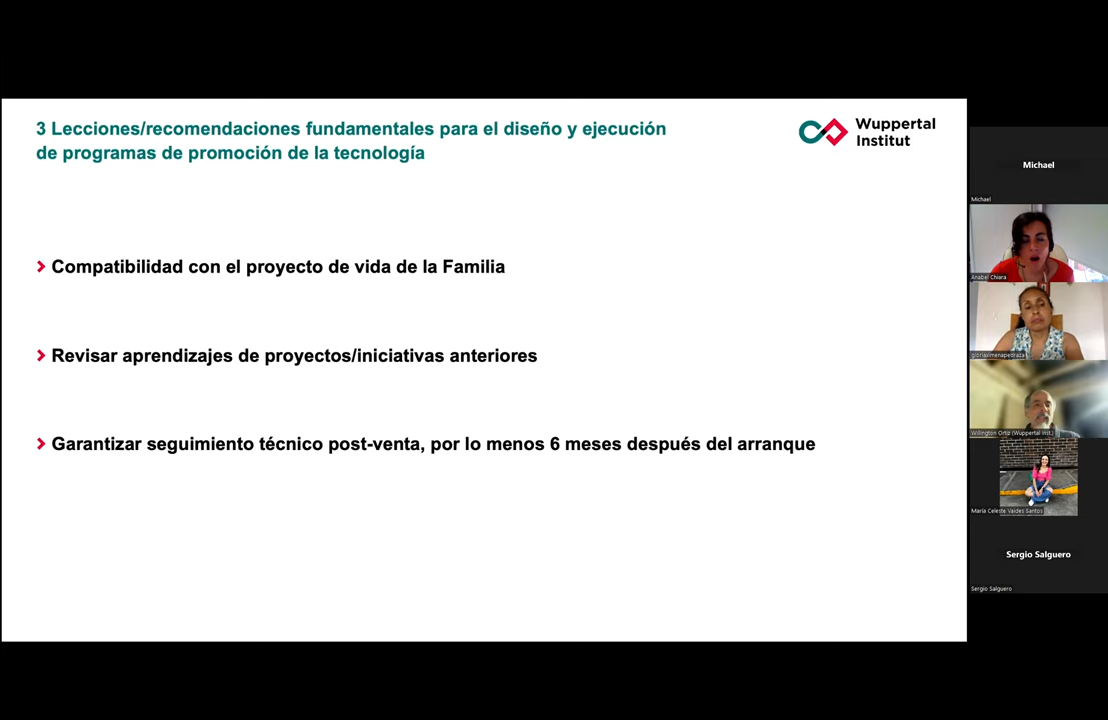 3 Lecciones/recomendaciones fundamentales para el diseño y ejecución
de programas de promoción de la tecnología
Wuppertal
Institut
Compatibilidad con el proyecto de vida de la Familia
Revisar aprendizajes de proyectos/iniciativas anteriores
Garantizar seguimiento técnico post-venta, por lo menos 6 meses después del arranque
Michael
Michael
Anabel Chiara
gloriaximenapedraza
Willington Ortiz (Wuppertal Inst.)
María Celeste Valdes Santos
Sergio Salguero
Sergio Salguero